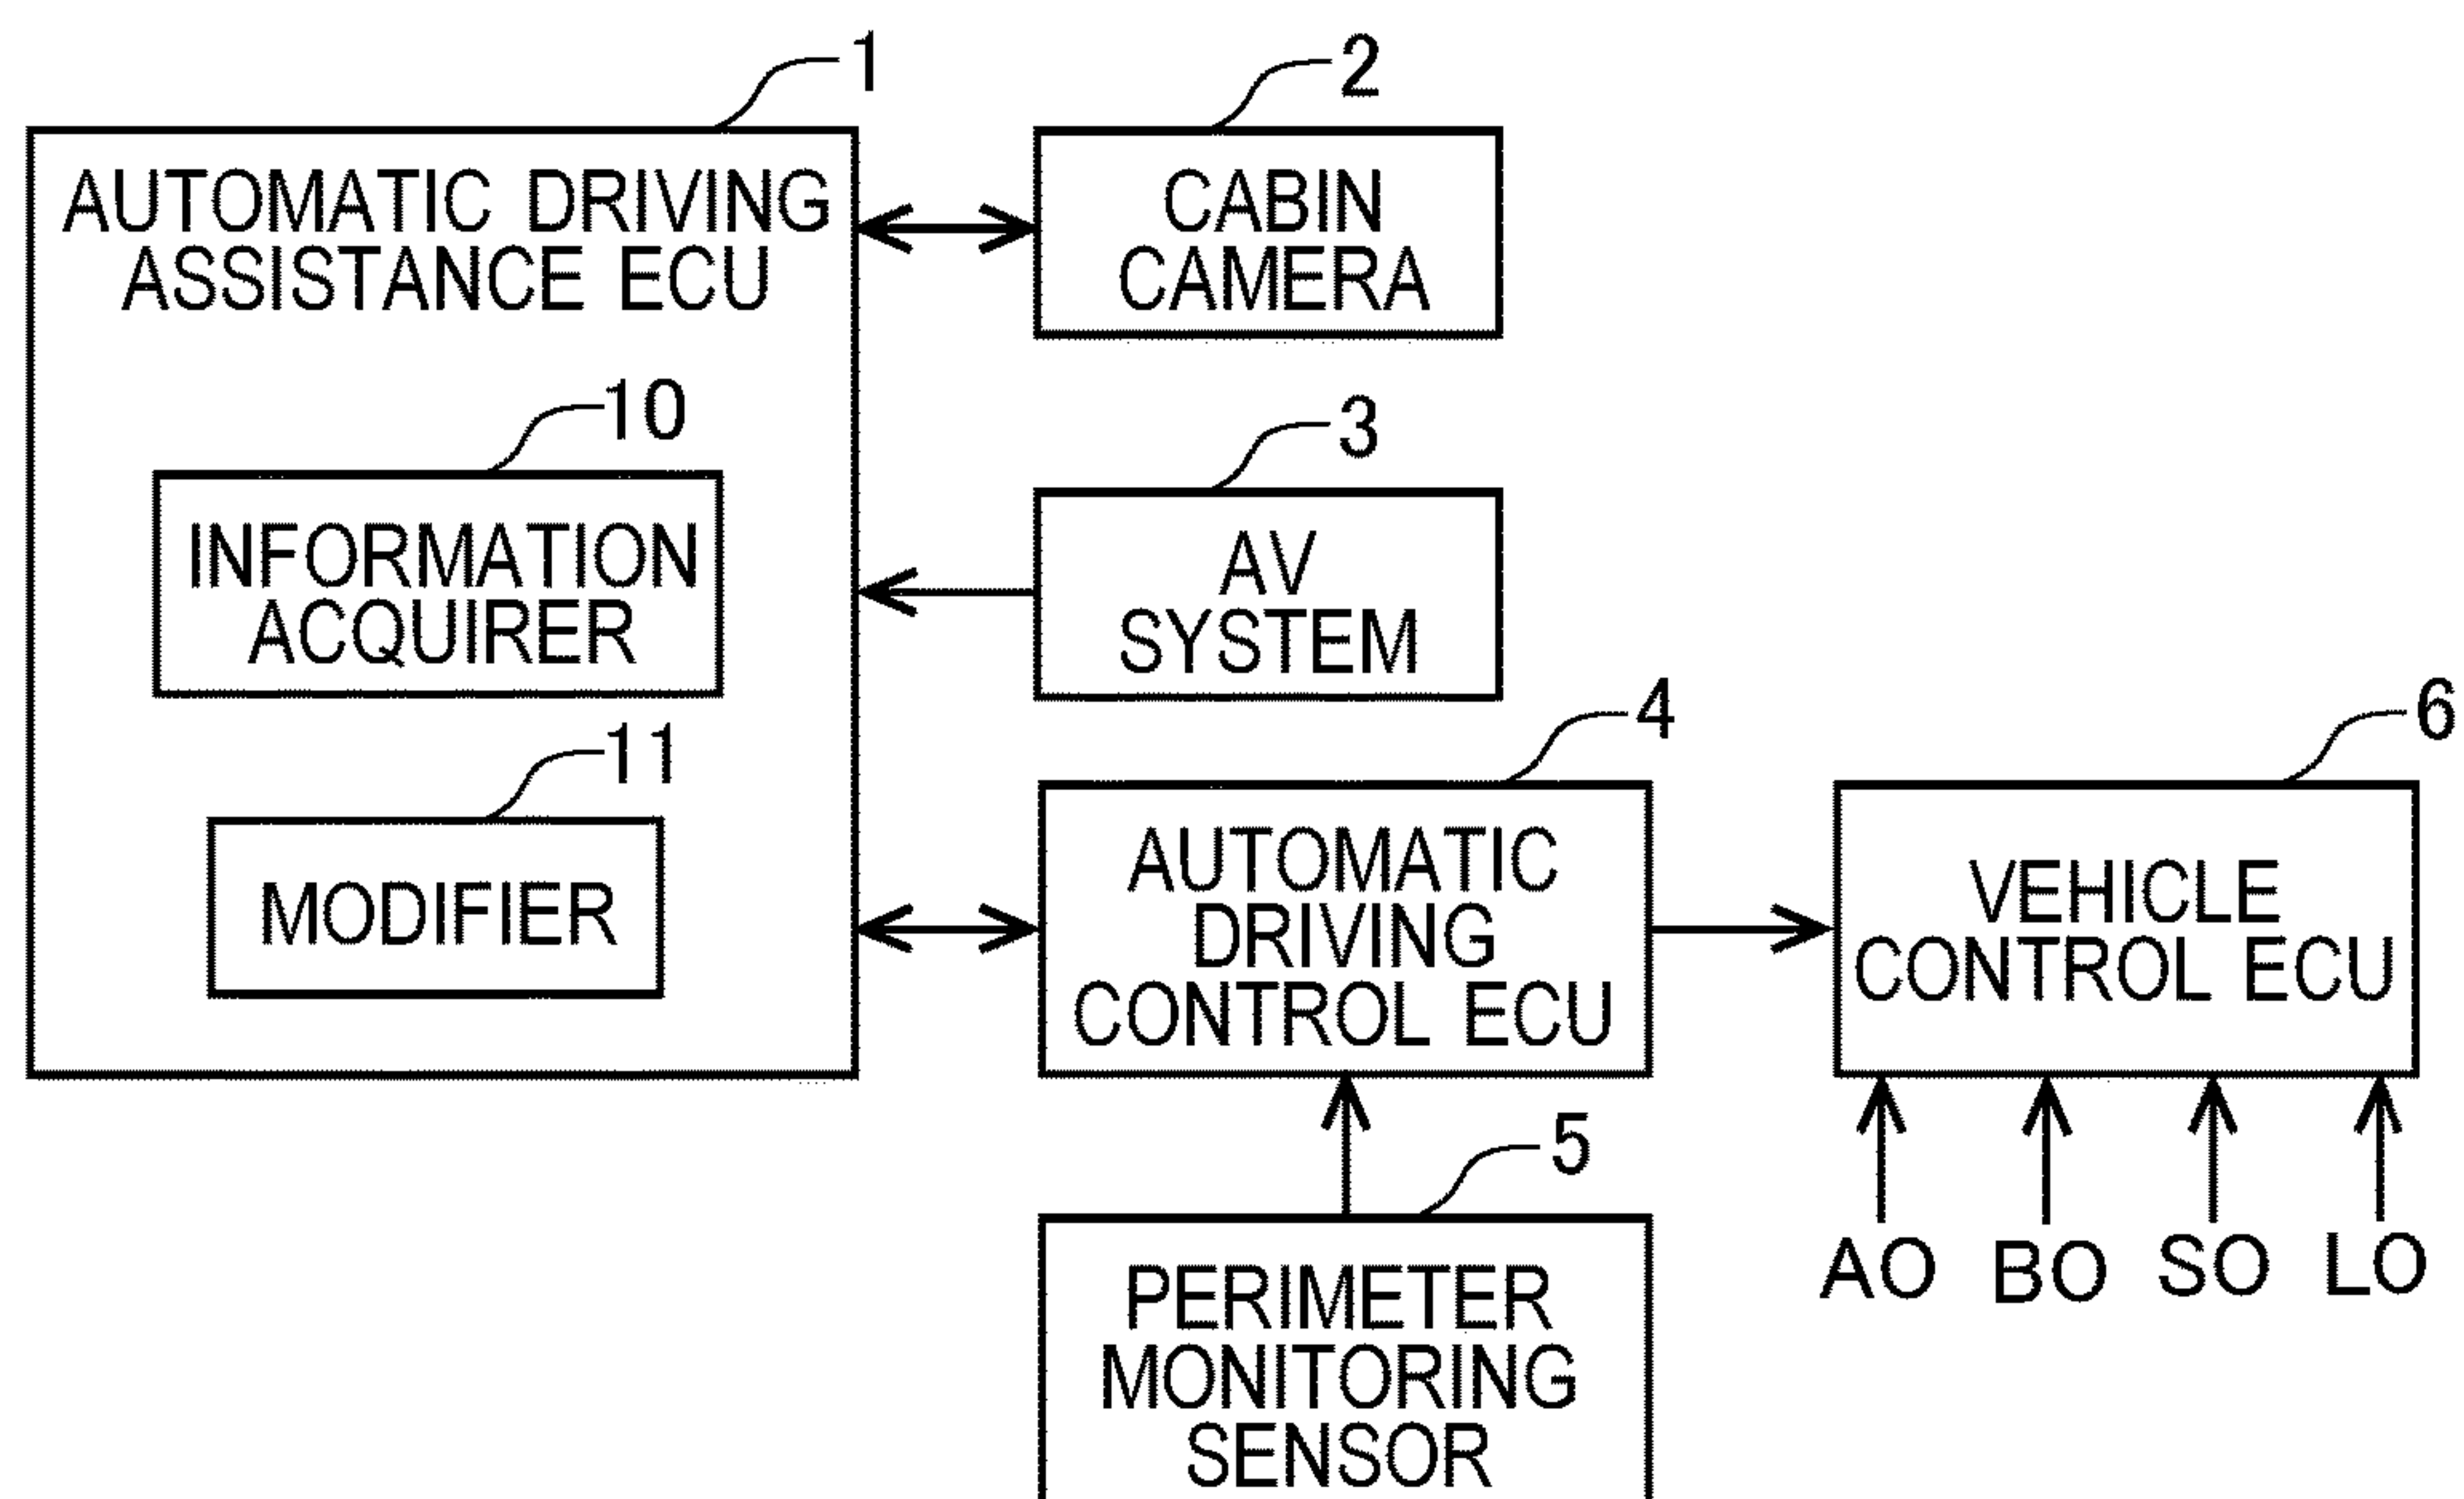 1
AUTOMATIC DRIVING
ASSISTANCE ECU
10
INFORMATION
ACQUIRER
11
MODIFIER
2
CABIN
CAMERA
3
AV
SYSTEM
4
AUTOMATIC
DRIVING
CONTROL ECU
5
PERIMETER
MONITORING
SENSOR
6
VEHICLE
CONTROL ECU
AO BO SO LO